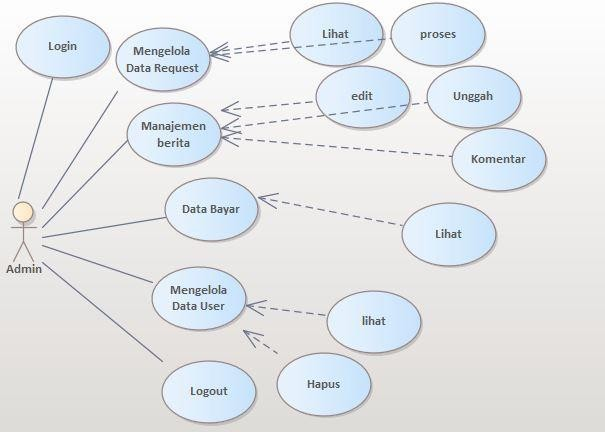 Login
Mengelola
Data Request
Lihat
proses
Manajemen
berita
edit
Unggah
Komentar
Data Bayar
Lihat
Admin
Mengelola
Data User
lihat
Hapus
Logout